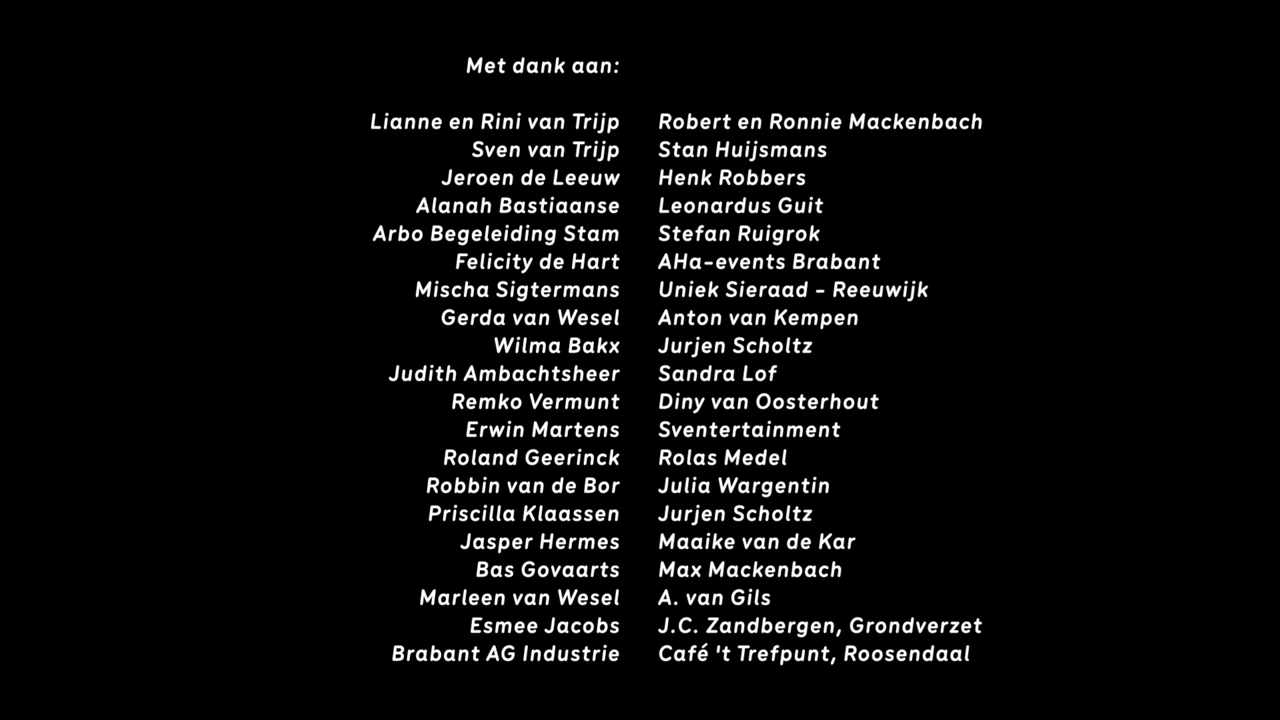 Met dank aan:
Lianne en Rini van Trijp Robert en Ronnie Mackenbach
Sven van Trijp Stan Huijsmans
Jeroen de Leeuw Henk Robbers
Alanah Bastiaanse Leonardus Guit
Arbo Begeleiding Stam Stefan Ruigrok
Felicity de Hart AHa-events Brabant
Mischa Sigtermans Uniek Sieraad - Reeuwijk
Gerda van Wesel Anton van Kempen
Wilma Bakx Jurjen Scholtz
Judith Ambachtsheer Sandra Lof
Remko Vermunt Diny van Oosterhout
Erwin Martens Sventertainment
Roland Geerinck Rolas Medel
Robbin van de Bor Julia Wargentin
Priscilla Klaassen Jurjen Scholtz
Jasper Hermes Maaike van de Kar
Bas Govaarts Max Mackenbach
Marleen van Wesel A. van Gils
Esmee Jacobs J.C. Zandbergen, Grondverzet
Brabant AG Industrie Café 't Trefpunt, Roosendaal